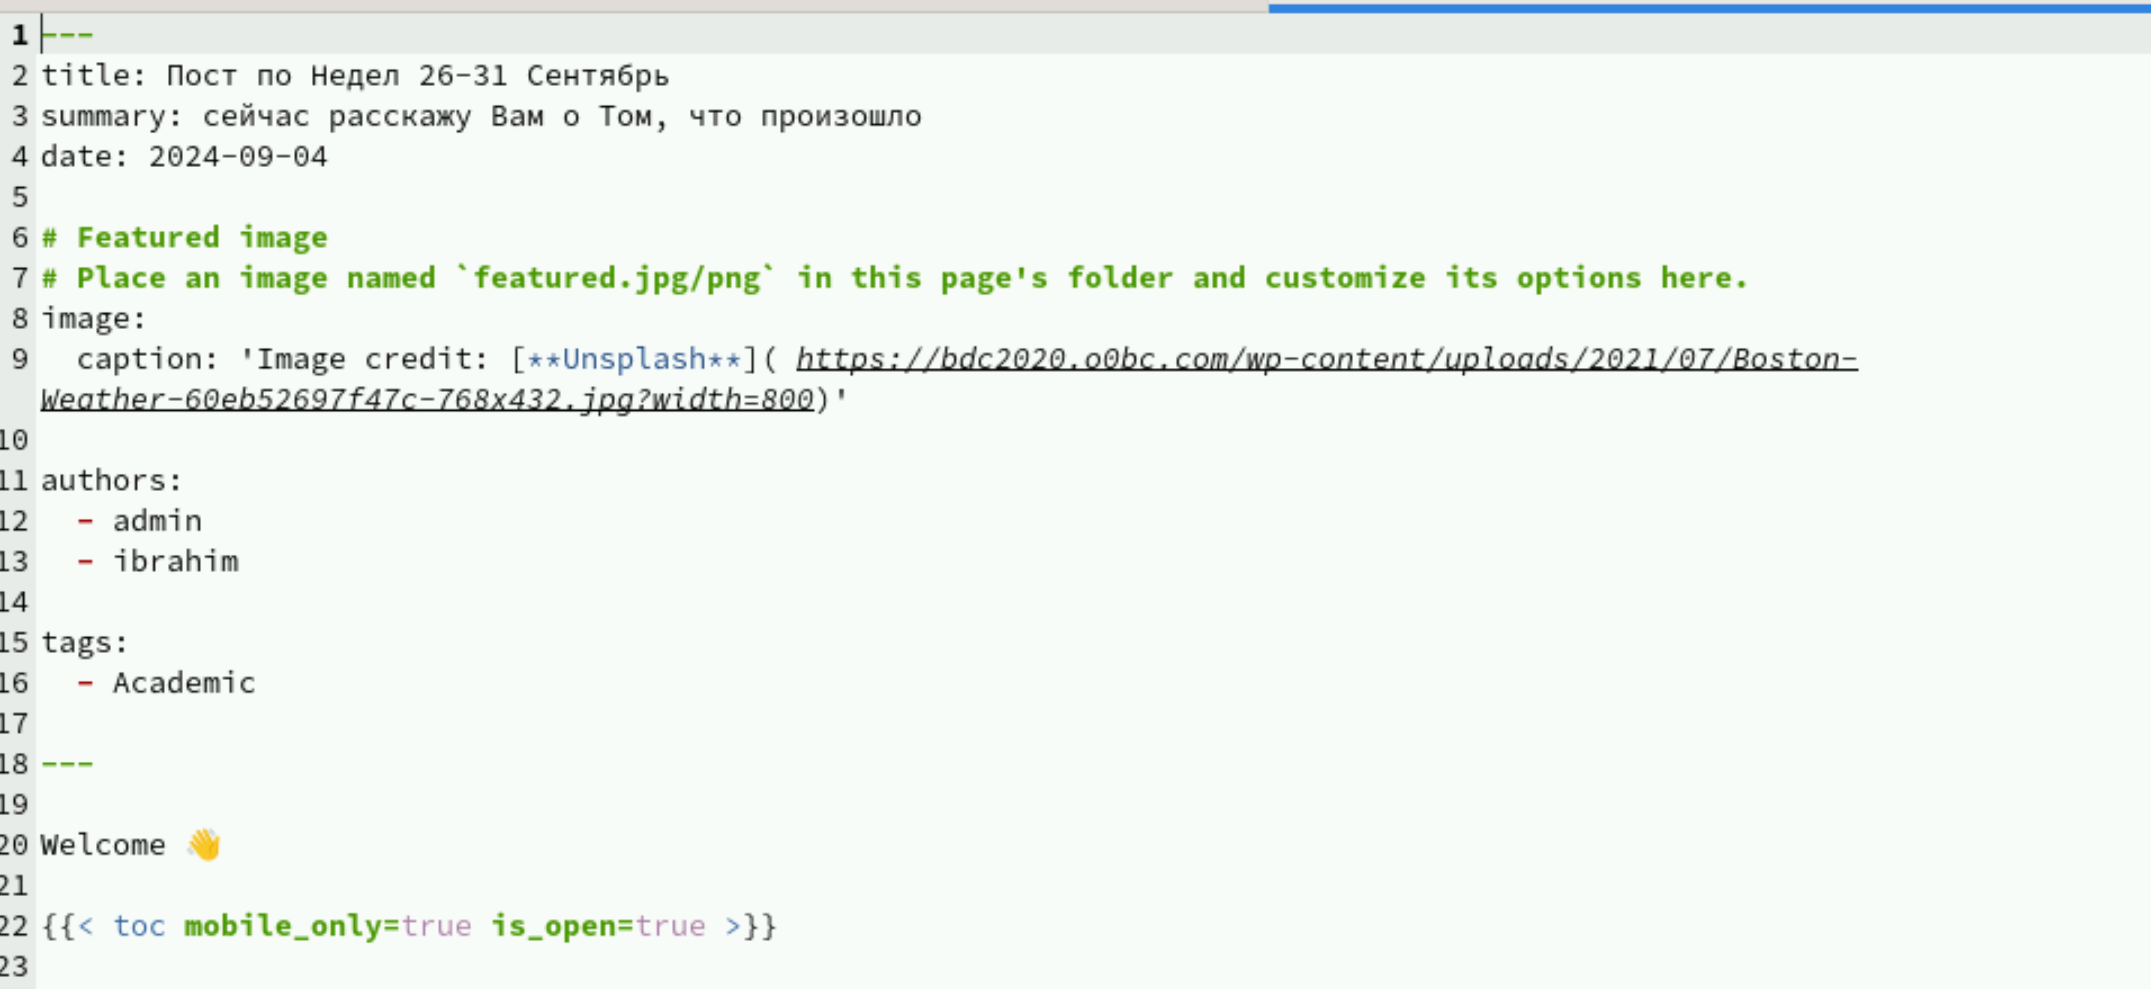 1 ---
2 title: Пост по Недел 26-31 Сентябрь
3 summary: сейчас расскажу Вам о Том, что произошло
4 date: 2024-09-04
5
6 # Featured image
7 # Place an image named `featured.jpg/png` in this page's folder and customize its options here.
8 image:
9   caption: 'Image credit: [**Unsplash**]( https://bdc2020.o0bc.com/wp-content/uploads/2021/07/Boston-
Weather-60eb52697f47c-768x432.jpg?width=800)'
10
11 authors:
12   - admin
13   - ibrahim
14
15 tags:
16   - Academic
17
18 ---
19
20 Welcome 👋
21
22 {{< toc mobile_only=true is_open=true >}}
23